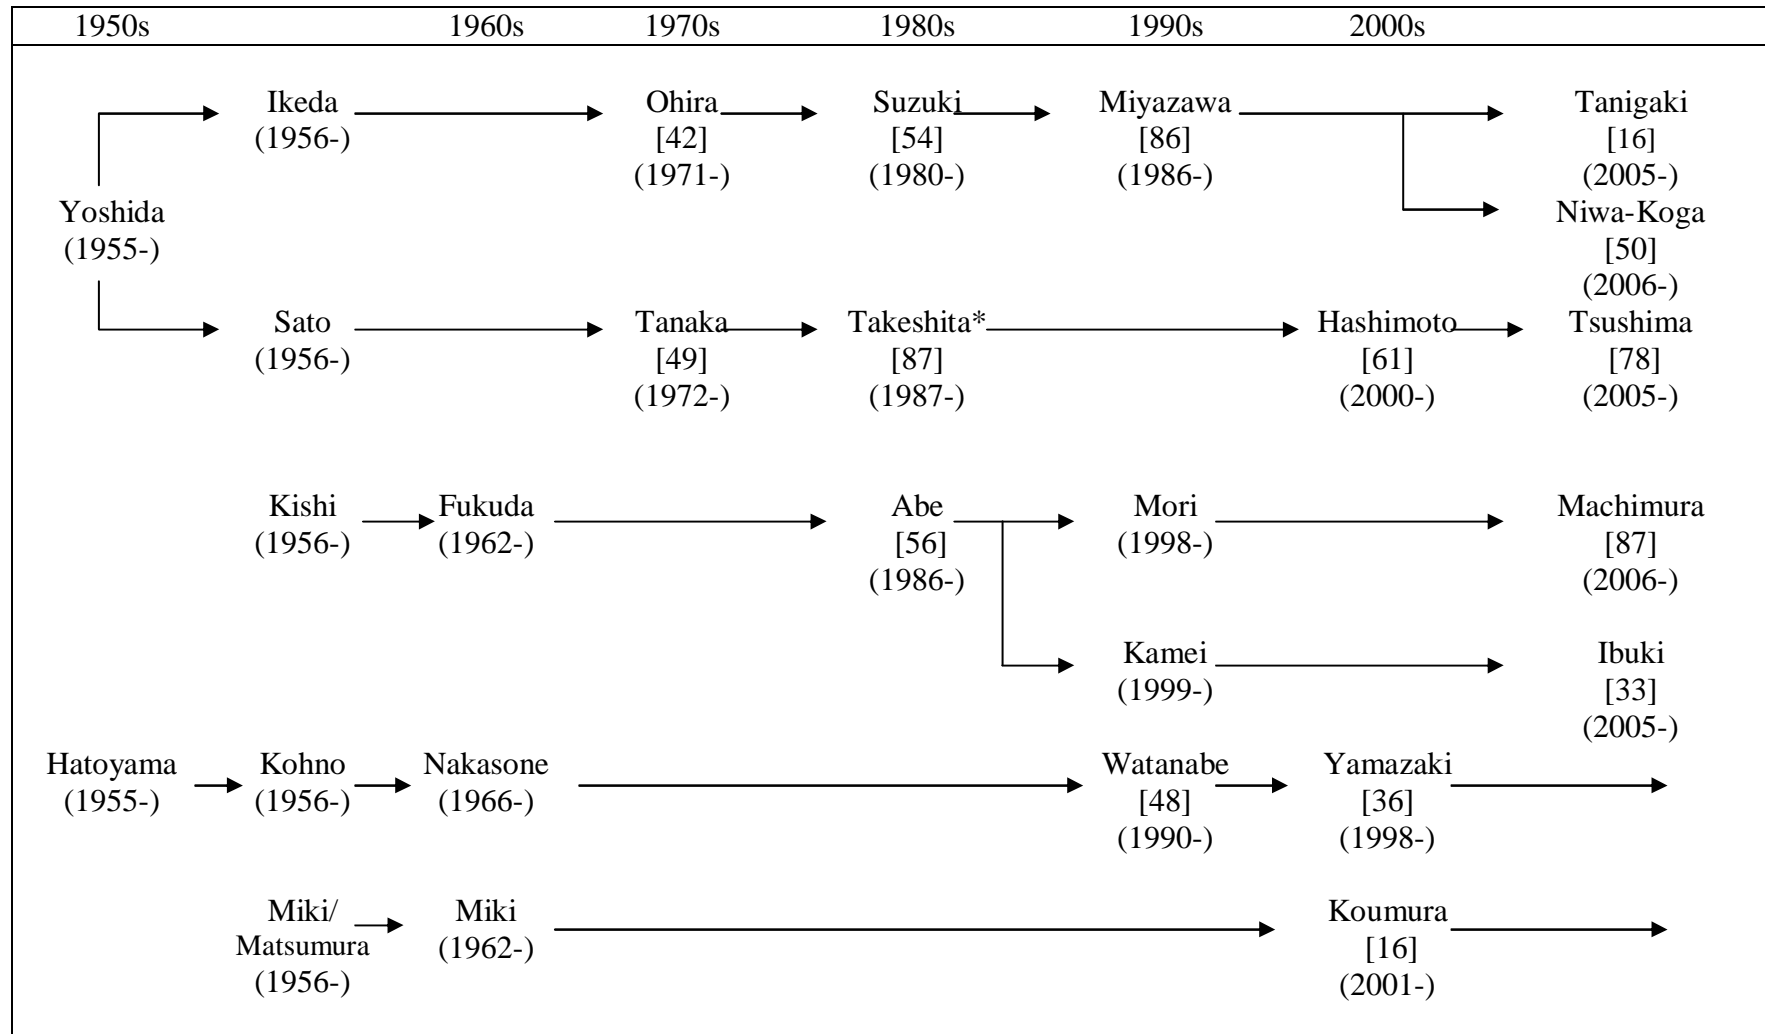 1950s 1960s 1970s 1980s 1990s 2000s
Ikeda Ohira Suzuki Miyazawa Tanigaki
(1956-) [42] [54] [86] [16]
(1971-) (1980-) (1986-) (2005-)
Yoshida Niwa-Koga
(1955-) [50]
(2006-)
Sato Tanaka Takeshita* Hashimoto Tsushima
(1956-) [49] [87] [61] [78]
(1972-) (1987-) (2000-) (2005-)
Kishi Fukuda Abe Mori Machimura
(1956-) (1962-) [56] (1998-) [87]
(1986-) (2006-)
Kamei Ibuki
(1999-) [33]
(2005-)
Hatoyama Kohno Nakasone Watanabe Yamazaki
(1955-) (1956-) (1966-) [48] [36]
(1990-) (1998-)
Miki/ Miki Koumura
Matsumura (1962-) [16]
(1956-) (2001-)